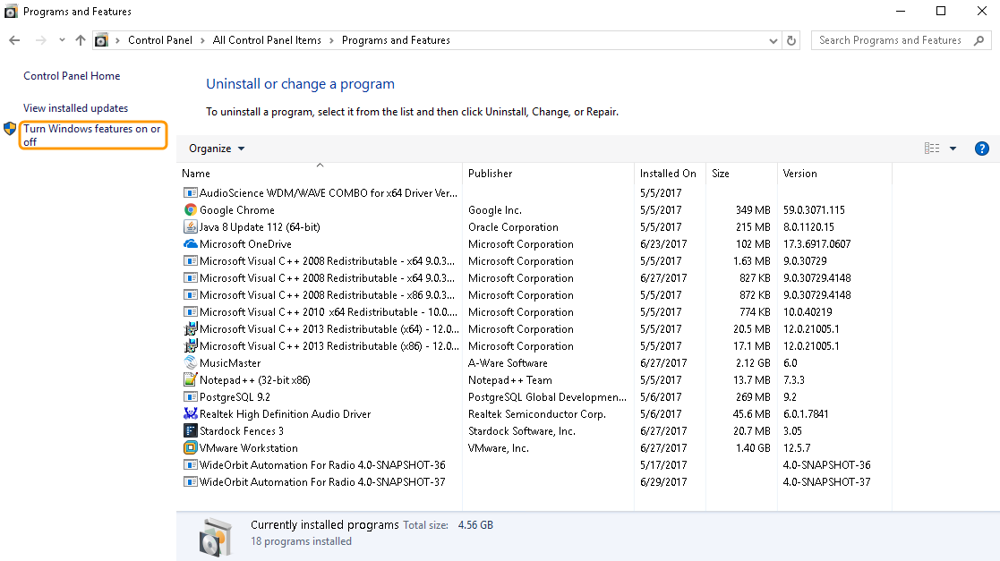 Programs and Features
Control Panel > All Control Panel Items > Programs and Features
Search Programs and Features
Control Panel Home
View installed updates
Turn Windows features on or
off
Uninstall or change a program
To uninstall a program, select it from the list and then click Uninstall, Change, or Repair.
Organize
?
Name Publisher Installed On Size Version
AudioScience WDM/WAVE COMBO for x64 Driver Ver... 5/5/2017
Google Chrome Google Inc. 5/5/2017 349 MB 59.0.3071.115
Java 8 Update 112 (64-bit) Oracle Corporation 5/5/2017 215 MB 8.0.1120.15
Microsoft OneDrive Microsoft Corporation 6/23/2017 102 MB 17.3.6917.0607
Microsoft Visual C++ 2008 Redistributable - x64 9.0.3... Microsoft Corporation 5/5/2017 1.63 MB 9.0.30729
Microsoft Visual C++ 2008 Redistributable - x64 9.0.3... Microsoft Corporation 6/27/2017 827 KB 9.0.30729.4148
Microsoft Visual C++ 2008 Redistributable - x86 9.0.3... Microsoft Corporation 5/5/2017 872 KB 9.0.30729.4148
Microsoft Visual C++ 2010 x64 Redistributable - 10.0.... Microsoft Corporation 5/5/2017 774 KB 10.0.40219
Microsoft Visual C++ 2013 Redistributable (x64) - 12.0... Microsoft Corporation 5/5/2017 20.5 MB 12.0.21005.1
Microsoft Visual C++ 2013 Redistributable (x86) - 12.0... Microsoft Corporation 5/5/2017 17.1 MB 12.0.21005.1
MusicMaster A-Ware Software 6/27/2017 2.12 GB 6.0
Notepad++ (32-bit x86) Notepad++ Team 5/5/2017 13.7 MB 7.3.3
PostgreSQL 9.2 PostgreSQL Global Developmen... 5/6/2017 269 MB 9.2
Realtek High Definition Audio Driver Realtek Semiconductor Corp. 5/6/2017 45.6 MB 6.0.1.7841
Stardock Fences 3 Stardock Software, Inc. 6/27/2017 20.7 MB 3.05
VMware Workstation VMware, Inc. 6/27/2017 1.40 GB 12.5.7
WideOrbit Automation For Radio 4.0-SNAPSHOT-36 5/17/2017 4.0-SNAPSHOT-36
WideOrbit Automation For Radio 4.0-SNAPSHOT-37 6/29/2017 4.0-SNAPSHOT-37
Currently installed programs Total size: 4.56 GB
18 programs installed